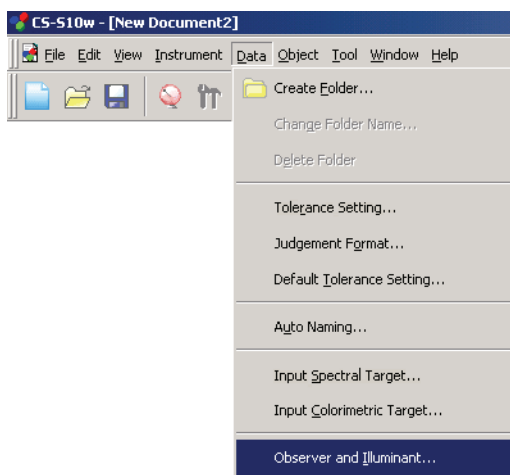 CS-S10w - [New Document2]
File Edit View Instrument Data Object Tool Window Help
Create Folder...
Change Folder Name...
Delete Folder
Tolerance Setting...
Judgement Format...
Default Tolerance Setting...
Auto Naming...
Input Spectral Target...
Input Colorimetric Target...
Observer and Illuminant...